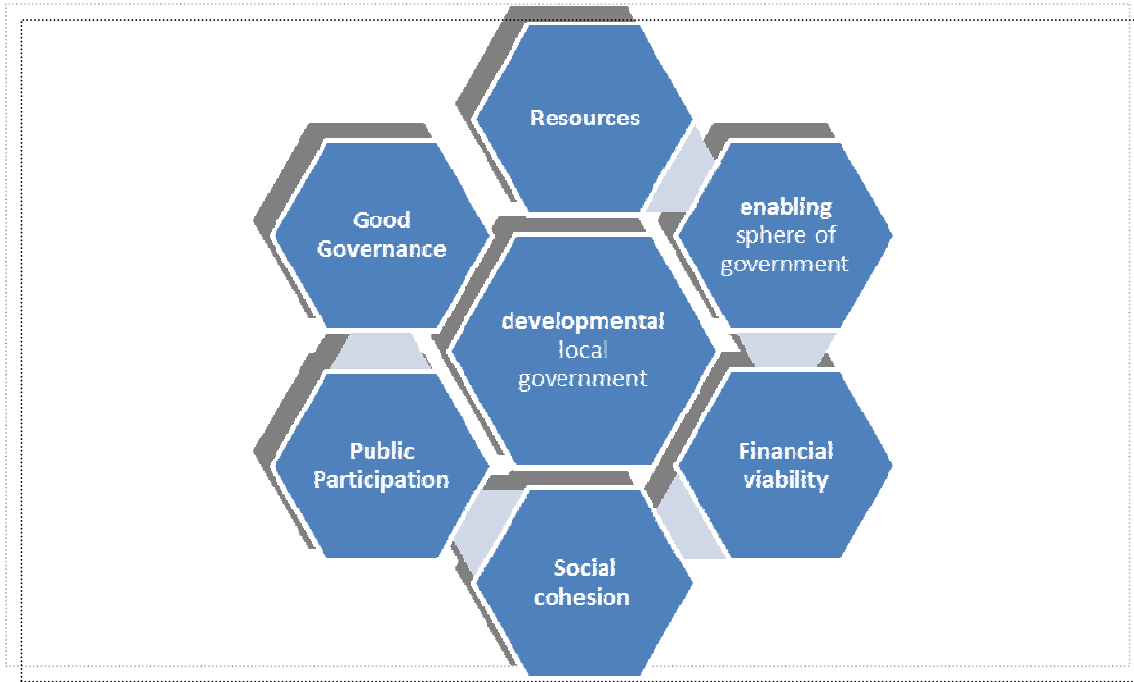 Resources
enabling
sphere of
government
Good
Governance
developmental
local
government
Public
Participation
Financial
viability
Social
cohesion